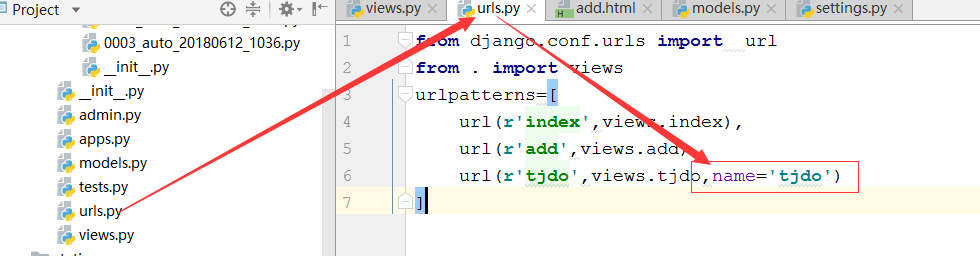 Project
views.py × urls.py × add.html × models.py × settings.py ×
0003_auto_20180612_1036.py
__init__.py
__init__.py
admin.py
apps.py
models.py
tests.py
urls.py
views.py
1 from django.conf.urls import url
2 from . import views
3 urlpatterns=[
4 url(r'index',views.index),
5 url(r'add',views.add)
6 url(r'tjdo',views.tjdo,name='tjdo')
7 ]